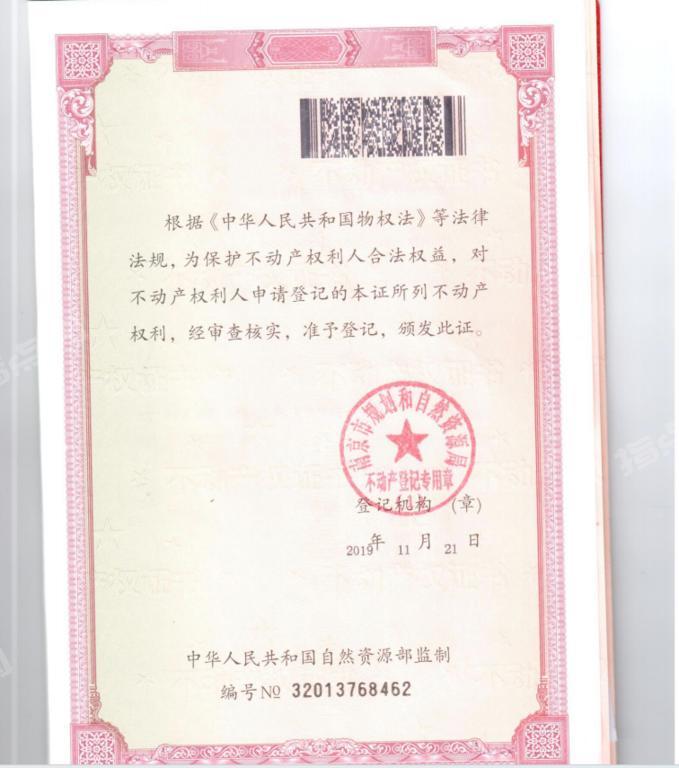 根据《中华人民共和国物权法》等法律
法规，为保护不动产权利人合法权益，对
不动产权利人申请登记的本证所列不动产
权利，经审查核实，准予登记，颁发此证。
南京市规划和自然资源局
不动产登记专用章
登记机构 （章）
2019年 11 月 21 日
中华人民共和国自然资源部监制
编号№ 32013768462